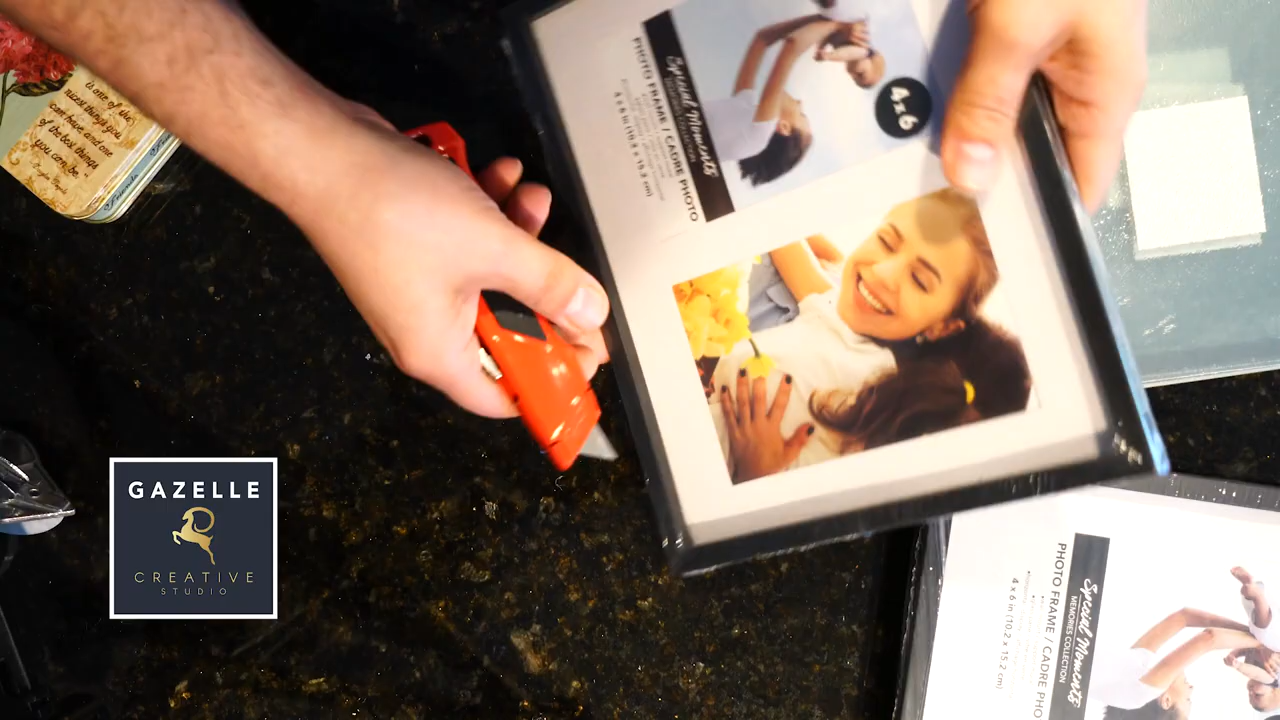 is one of the
nicest things you
can have, and one
of the best things
you can be.
Friends
4x6
Special Moments
PHOTO FRAME / CADRE PHOTO
4 x 6 in (10.2 x 15.2 cm)
GAZELLE
CREATIVE
STUDIO
Special Moments
MEMORIES COLLECTION
PHOTO FRAME / CADRE PHO
4 x 6 in (10.2 x 15.2 cm)